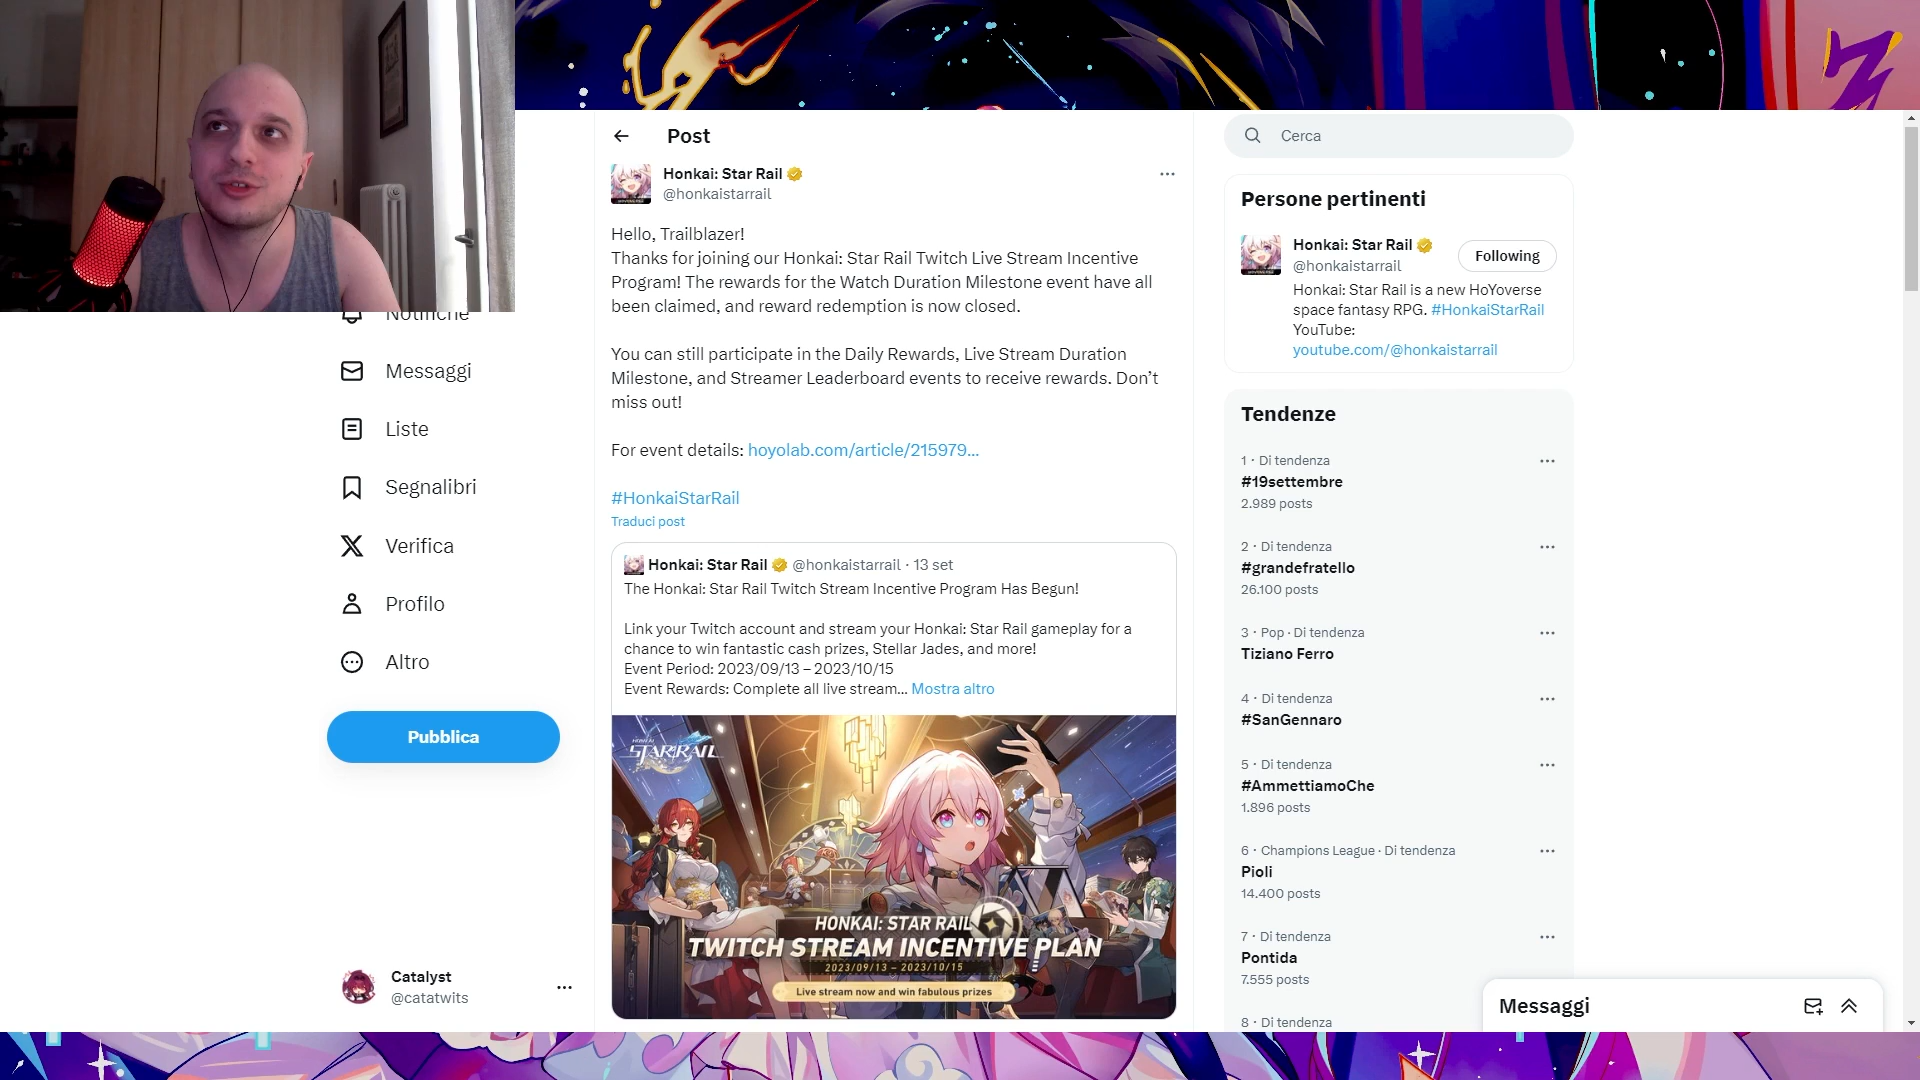 Post
Honkai: Star Rail
@honkaistarrail
Hello, Trailblazer!
Thanks for joining our Honkai: Star Rail Twitch Live Stream Incentive
Program! The rewards for the Watch Duration Milestone event have all
been claimed, and reward redemption is now closed.
You can still participate in the Daily Rewards, Live Stream Duration
Milestone, and Streamer Leaderboard events to receive rewards. Don’t
miss out!
For event details: hoyolab.com/article/215979…
#HonkaiStarRail
Traduci post
Honkai: Star Rail @honkaistarrail · 13 set
The Honkai: Star Rail Twitch Stream Incentive Program Has Begun!
Link your Twitch account and stream your Honkai: Star Rail gameplay for a
chance to win fantastic cash prizes, Stellar Jades, and more!
Event Period: 2023/09/13 – 2023/10/15
Event Rewards: Complete all live stream… Mostra altro
HONKAI
STAR RAIL
HONKAI: STAR RAIL
TWITCH STREAM INCENTIVE PLAN
2023/09/13 – 2023/10/15
Live stream now and win fabulous prizes
Notifiche
Messaggi
Liste
Segnalibri
Verifica
Profilo
Altro
Pubblica
Catalyst
@catatwits
Cerca
Persone pertinenti
Honkai: Star Rail
@honkaistarrail
Following
Honkai: Star Rail is a new HoYoverse
space fantasy RPG. #HonkaiStarRail
YouTube:
youtube.com/@honkaistarrail
Tendenze
1 · Di tendenza
#19settembre
2.989 posts
2 · Di tendenza
#grandefratello
26.100 posts
3 · Pop · Di tendenza
Tiziano Ferro
4 · Di tendenza
#SanGennaro
5 · Di tendenza
#AmmettiamoChe
1.896 posts
6 · Champions League · Di tendenza
Pioli
14.400 posts
7 · Di tendenza
Pontida
7.555 posts
8 · Di tendenza
Messaggi